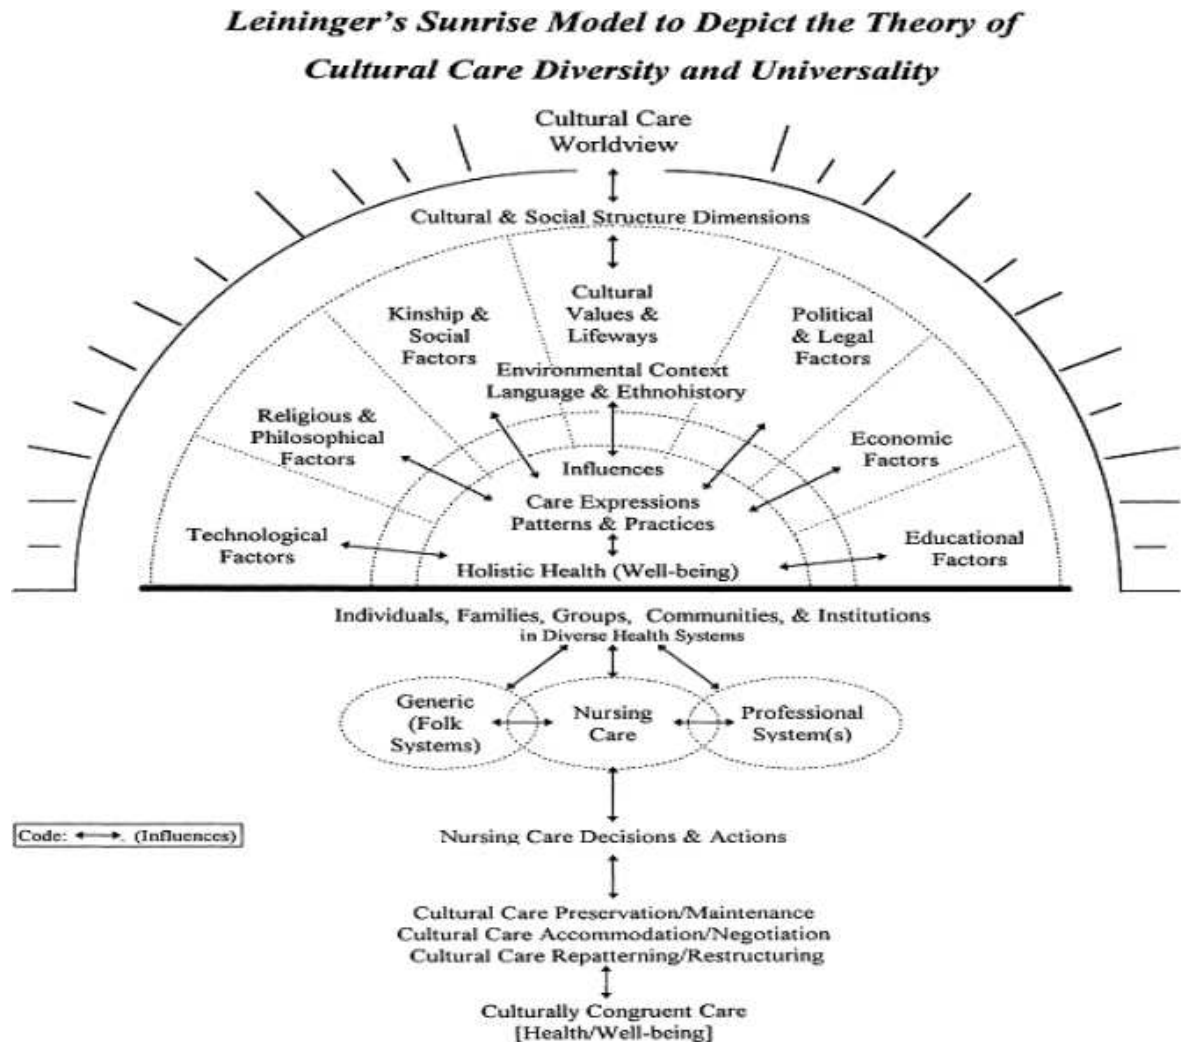 Leininger's Sunrise Model to Depict the Theory of
Cultural Care Diversity and Universality
Cultural Care
Worldview
Cultural & Social Structure Dimensions
Kinship &
Social
Factors
Cultural
Values &
Lifeways
Political
& Legal
Factors
Environmental Context
Language & Ethnohistory
Religious &
Philosophical
Factors
Economic
Factors
Influences
Care Expressions
Patterns & Practices
Technological
Factors
Educational
Factors
Holistic Health (Well-being)
Individuals, Families, Groups, Communities, & Institutions
in Diverse Health Systems
Generic
(Folk
Systems)
Nursing
Care
Professional
System(s)
Code: (Influences)
Nursing Care Decisions & Actions
Cultural Care Preservation/Maintenance
Cultural Care Accommodation/Negotiation
Cultural Care Repatterning/Restructuring
Culturally Congruent Care
[Health/Well-being]